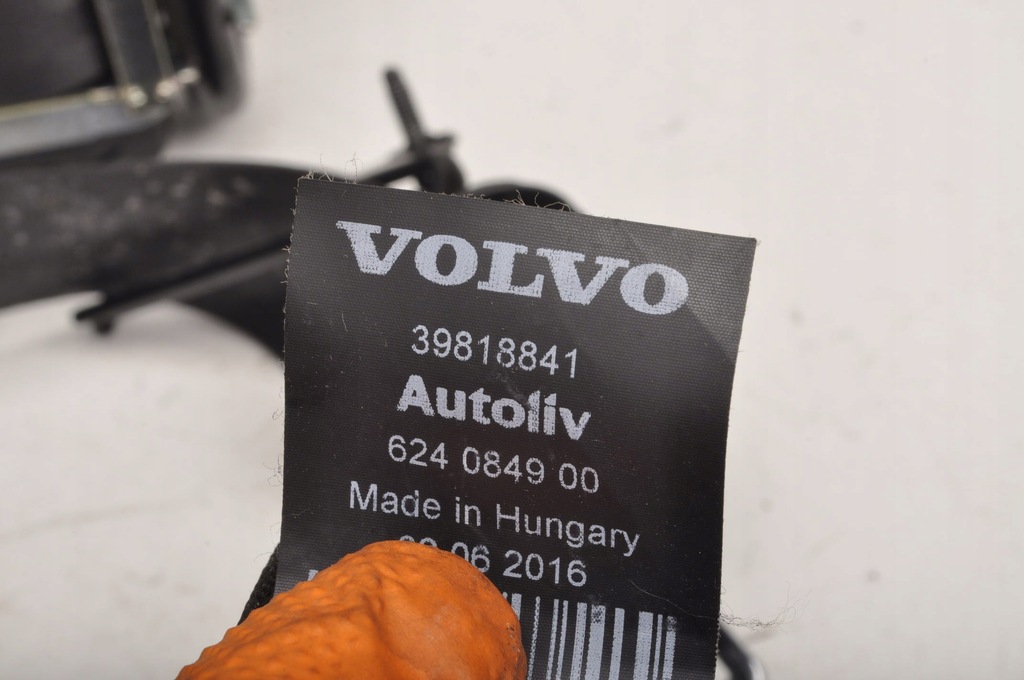 VOLVO
39818841
Autoliv
624 0849 00
Made in Hungary
06 2016